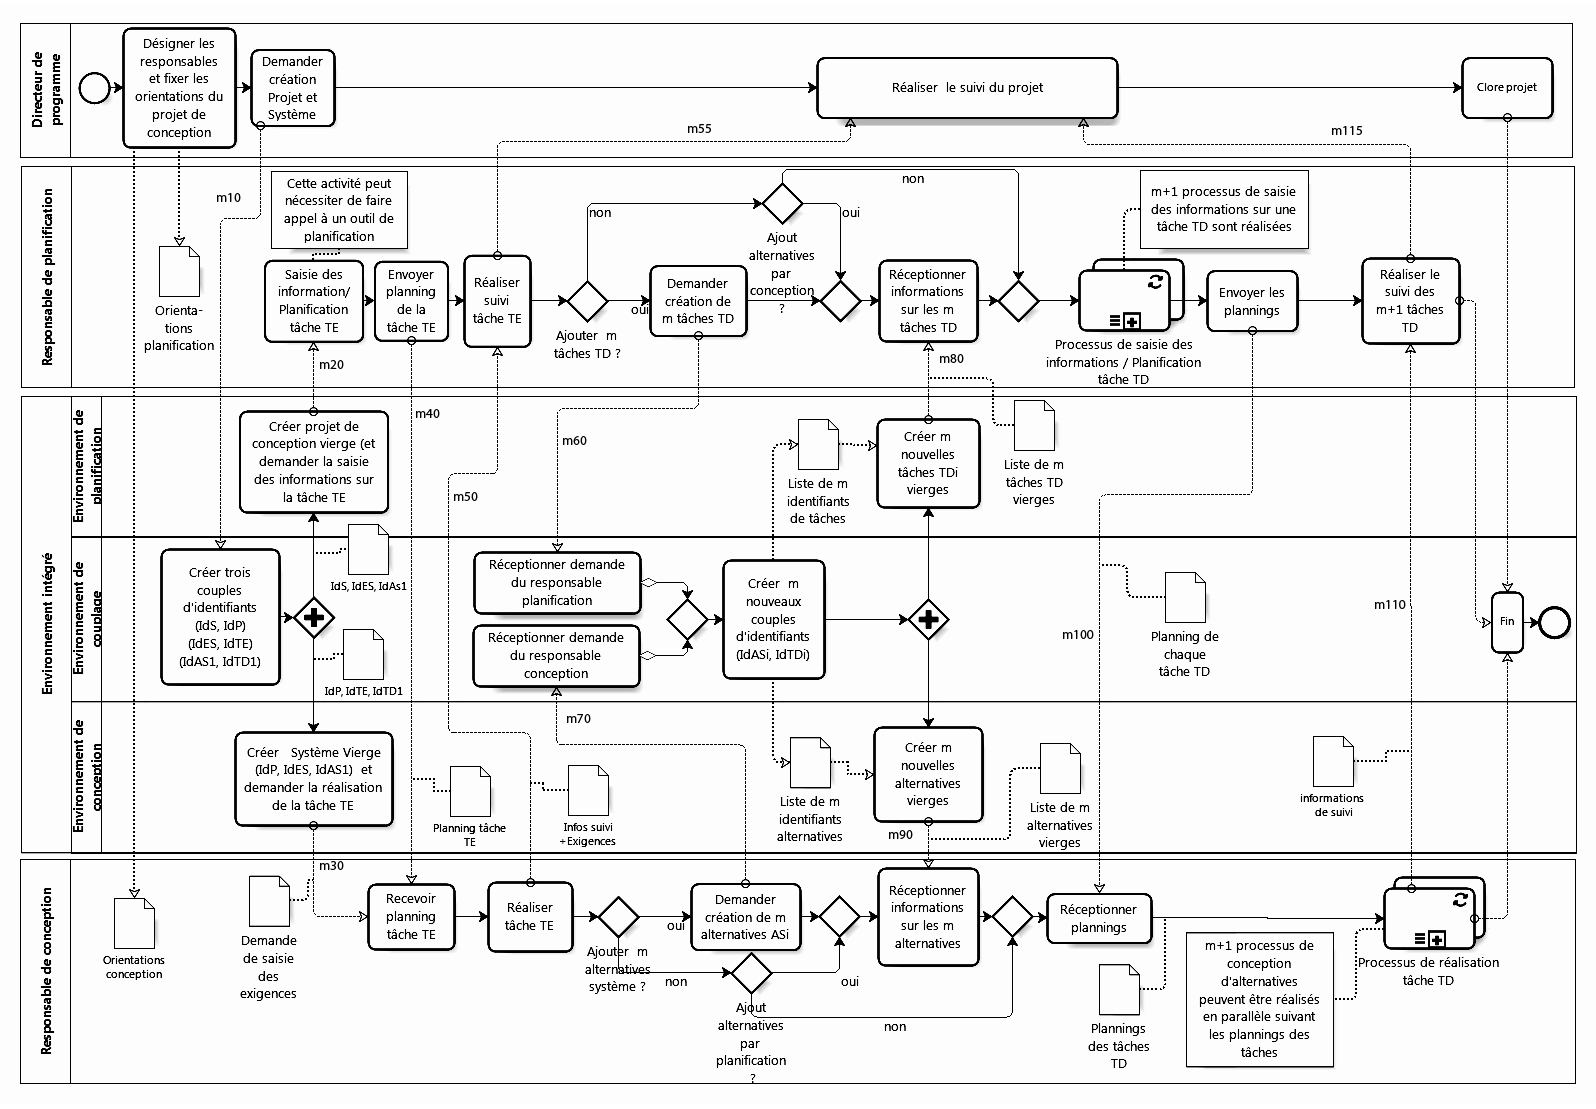 Directeur de
programme
Désigner les
responsables
et fixer les
orientations du
projet de
conception
Demander
création
Projet et
Système
Réaliser le suivi du projet
Clore projet
m55
m115
m10
Responsable de planification
Cette activité peut
nécessiter de faire
appel à un outil de
planification
Orienta-
tions
planification
Saisie des
information/
Planification
tâche TE
Envoyer
planning
de la
tâche TE
Réaliser
suivi
tâche TE
non
oui
Ajouter m
tâches TD ?
Demander
création de
m tâches TD
non
oui
Ajout
alternatives
par
conception
?
Réceptionner
informations
sur les m
tâches TD
m+1 processus de saisie
des informations sur une
tâche TD sont réalisées
Processus de saisie des
informations / Planification
tâche TD
Envoyer les
plannings
Réaliser le
suivi des
m+1 tâches
TD
m20
m80
m40
Environnement intégré
Environnement de
planification
Créer projet de
conception vierge (et
demander la saisie
des informations sur
la tâche TE
m50
m60
Liste de m
identifiants
de tâches
Créer m
nouvelles
tâches TDi
vierges
Liste de m
tâches TD
vierges
Environnement de
couplage
Créer trois
couples
d'identifiants
(IdS, IdP)
(IdES, IdTE)
(IdAS1, IdTD1)
IdS, IdES, IdAs1
IdP, IdTE, IdTD1
Réceptionner demande
du responsable
planification
Réceptionner demande
du responsable
conception
Créer m
nouveaux
couples
d'identifiants
(IdASi, IdTDi)
m100
Planning de
chaque
tâche TD
m110
Fin
Environnement de
conception
Créer Système Vierge
(IdP, IdES, IdAS1) et
demander la réalisation
de la tâche TE
m70
Planning tâche
TE
Infos suivi
+Exigences
Liste de m
identifiants
alternatives
Créer m
nouvelles
alternatives
vierges
m90
Liste de m
alternatives
vierges
informations
de suivi
Responsable de conception
m30
Orientations
conception
Demande
de saisie
des
exigences
Recevoir
planning
tâche TE
Réaliser
tâche TE
Ajouter m
alternatives
système ?
oui
non
Demander
création de m
alternatives ASi
Ajout
alternatives
par
planification
?
oui
non
Réceptionner
informations
sur les m
alternatives
Réceptionner
plannings
Plannings
des tâches
TD
m+1 processus de
conception
d'alternatives
peuvent être réalisés
en parallèle suivant
les plannings des
tâches
Processus de réalisation
tâche TD